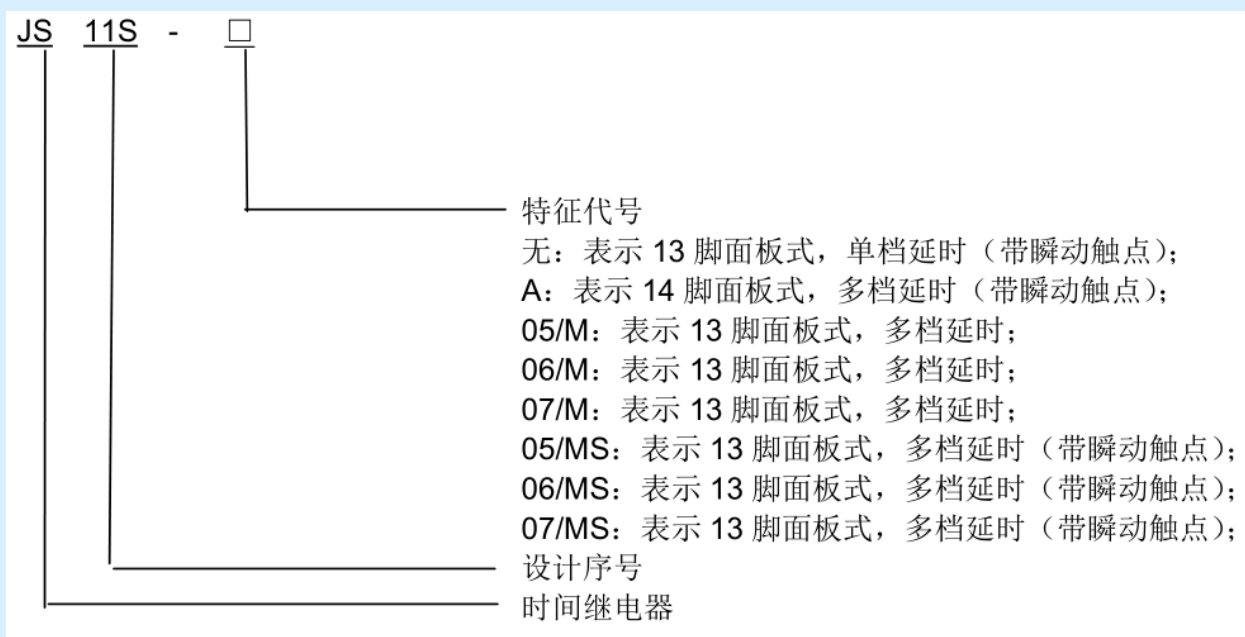 JS 11S - □
特征代号
无：表示 13 脚面板式，单档延时（带瞬动触点）；
A：表示 14 脚面板式，多档延时（带瞬动触点）；
05/M：表示 13 脚面板式，多档延时；
06/M：表示 13 脚面板式，多档延时；
07/M：表示 13 脚面板式，多档延时；
05/MS：表示 13 脚面板式，多档延时（带瞬动触点）；
06/MS：表示 13 脚面板式，多档延时（带瞬动触点）；
07/MS：表示 13 脚面板式，多档延时（带瞬动触点）；
设计序号
时间继电器